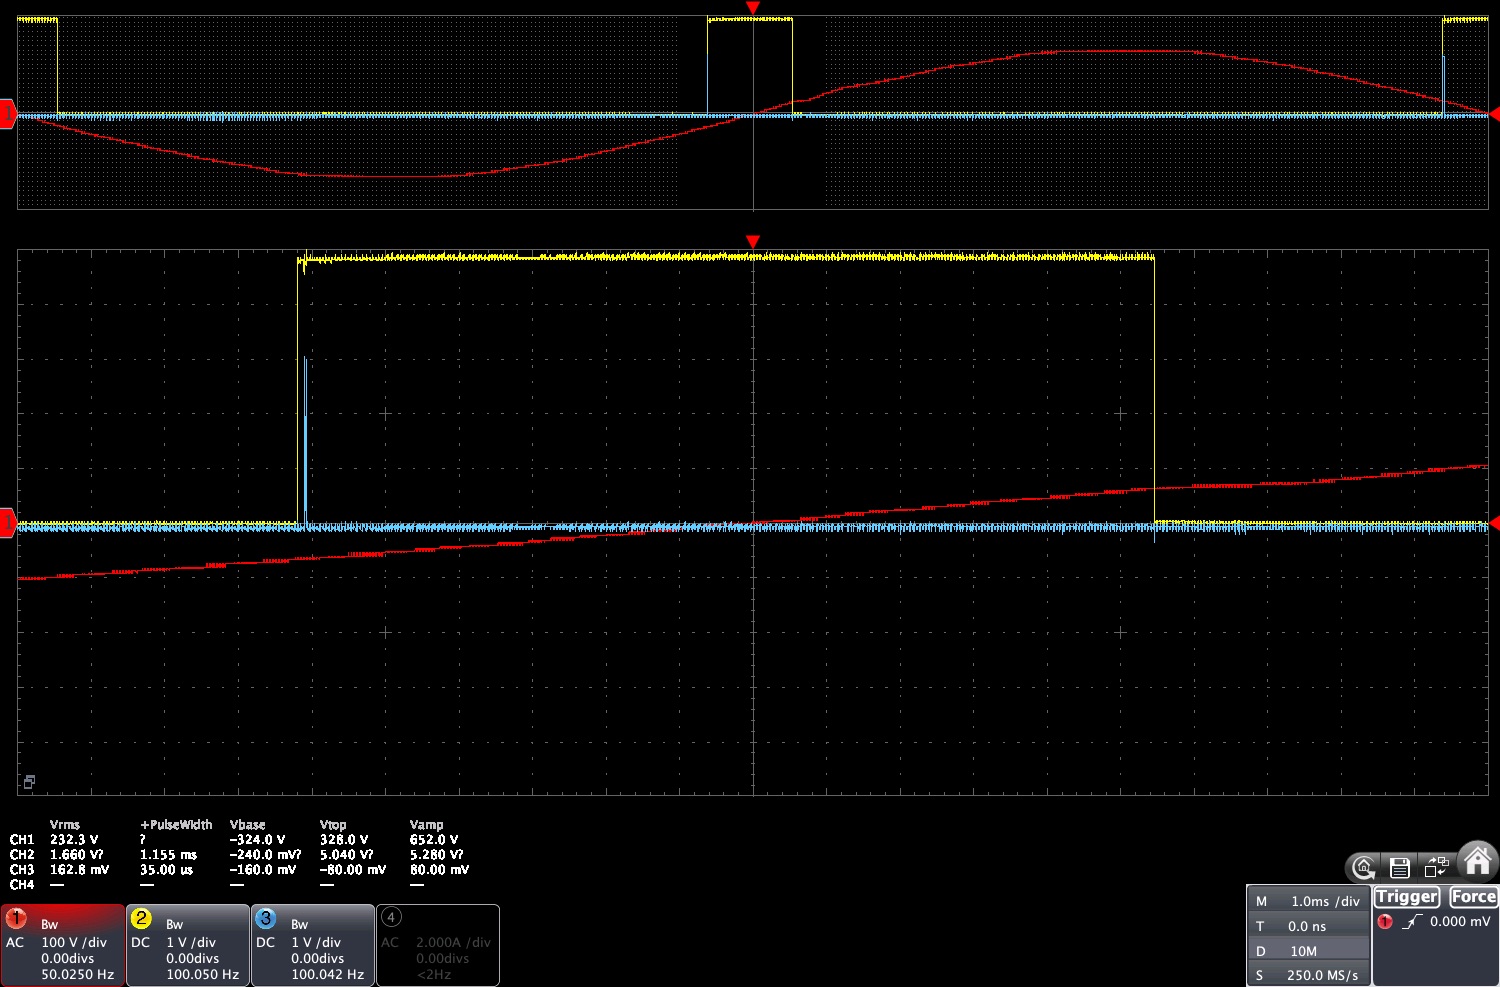 1
1
Vrms +PulseWidth Vbase Vtop Vamp
CH1 232.3 V ? -324.0 V 328.0 V 652.0 V
CH2 1.660 V? 1.155 ms -240.0 mV? 5.040 V? 5.280 V?
CH3 162.8 mV 35.00 us -160.0 mV -80.00 mV 80.00 mV
CH4 — — — — —
1 Bw
AC 100 V /div
0.00divs
50.0250 Hz
2 Bw
DC 1 V /div
0.00divs
100.050 Hz
3 Bw
DC 1 V /div
0.00divs
100.042 Hz
4
AC 2.000A /div
0.00divs
<2Hz
M 1.0ms /div
T 0.0 ns
D 10M
S 250.0 MS/s
Trigger Force
1 0.000 mV